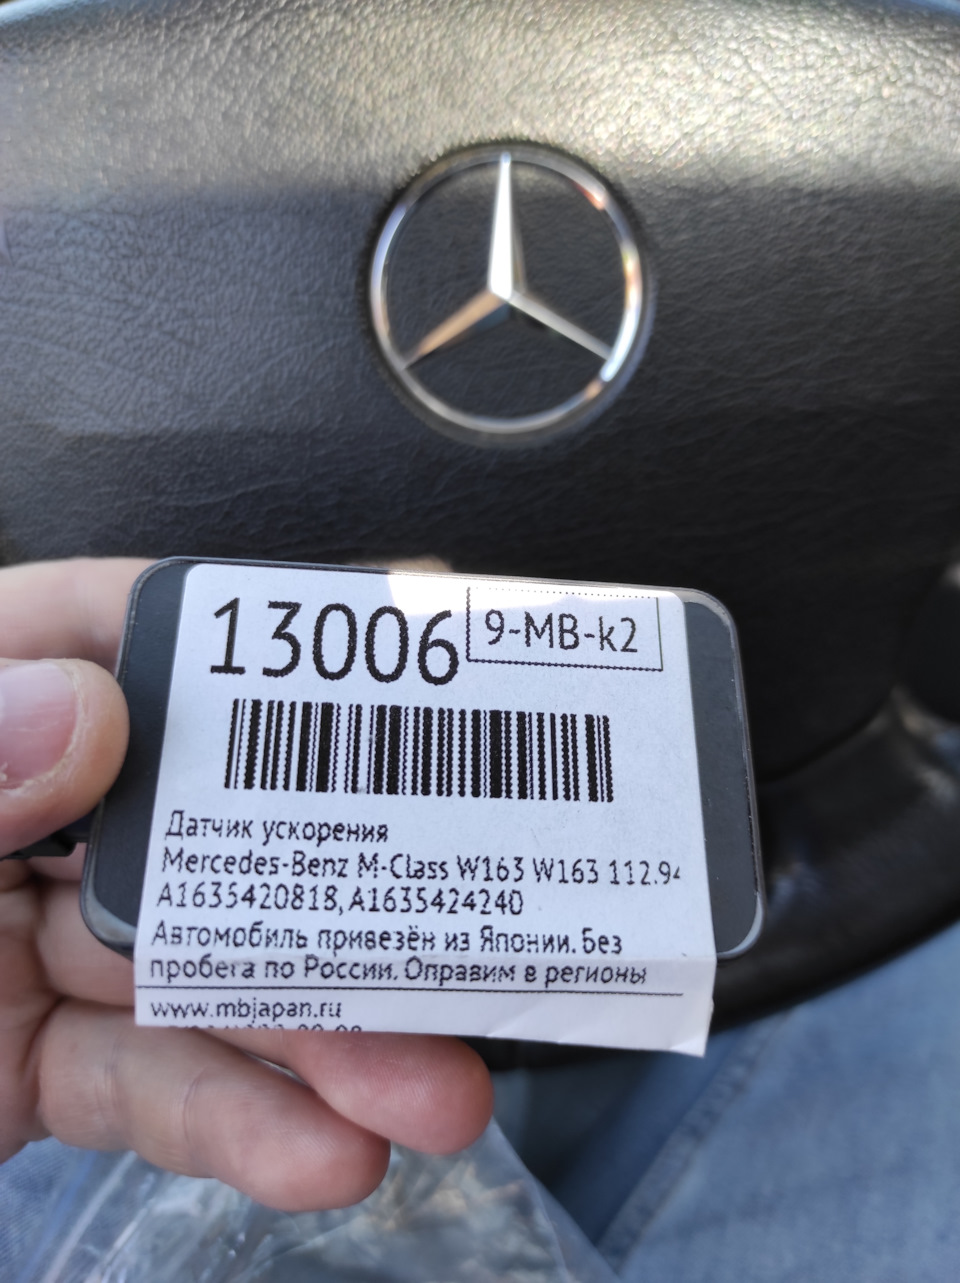 13006
9-MB-k2
Датчик ускорения
Mercedes-Benz M-Class W163 W163 112.94
A1635420818, A1635424240
Автомобиль привезён из Японии. Без
пробега по России. Оправим в регионы
www.mbjapan.ru